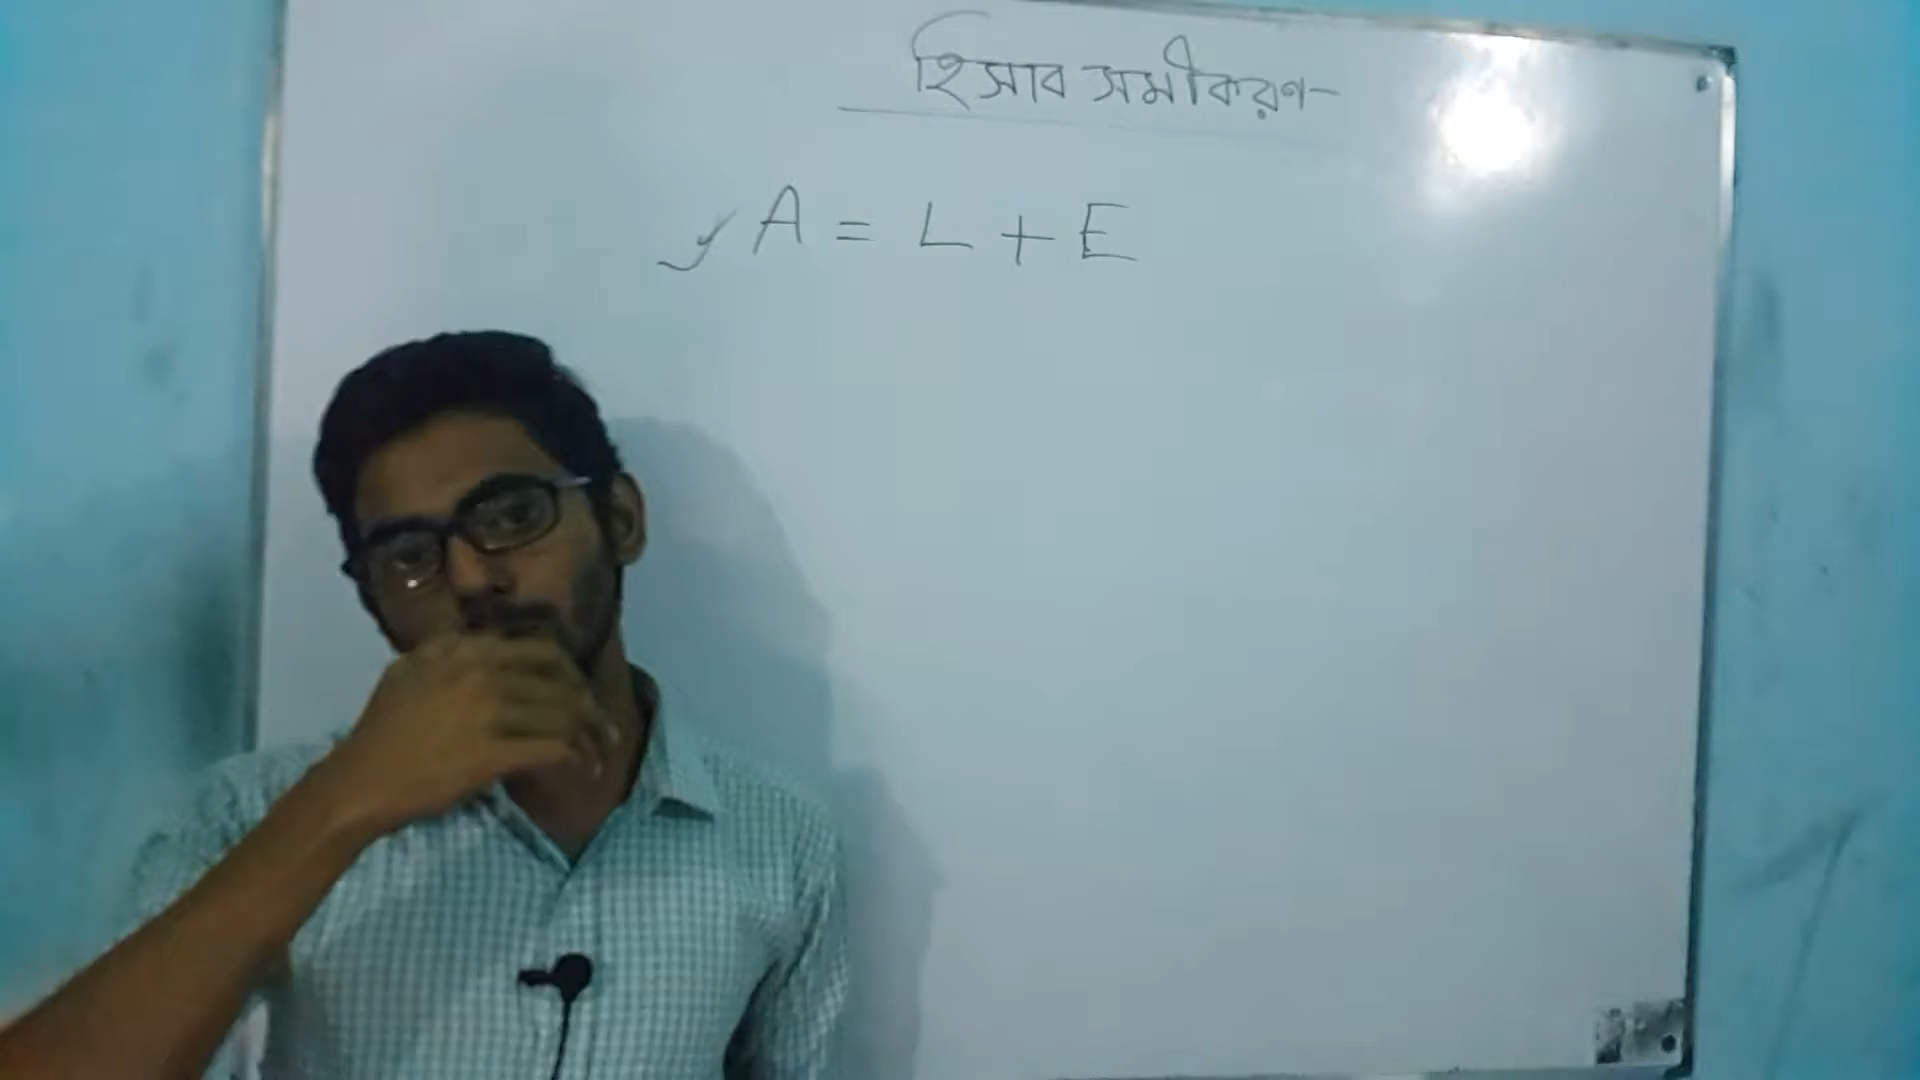 হিসাব সমীকরণ-
✓ A = L + E